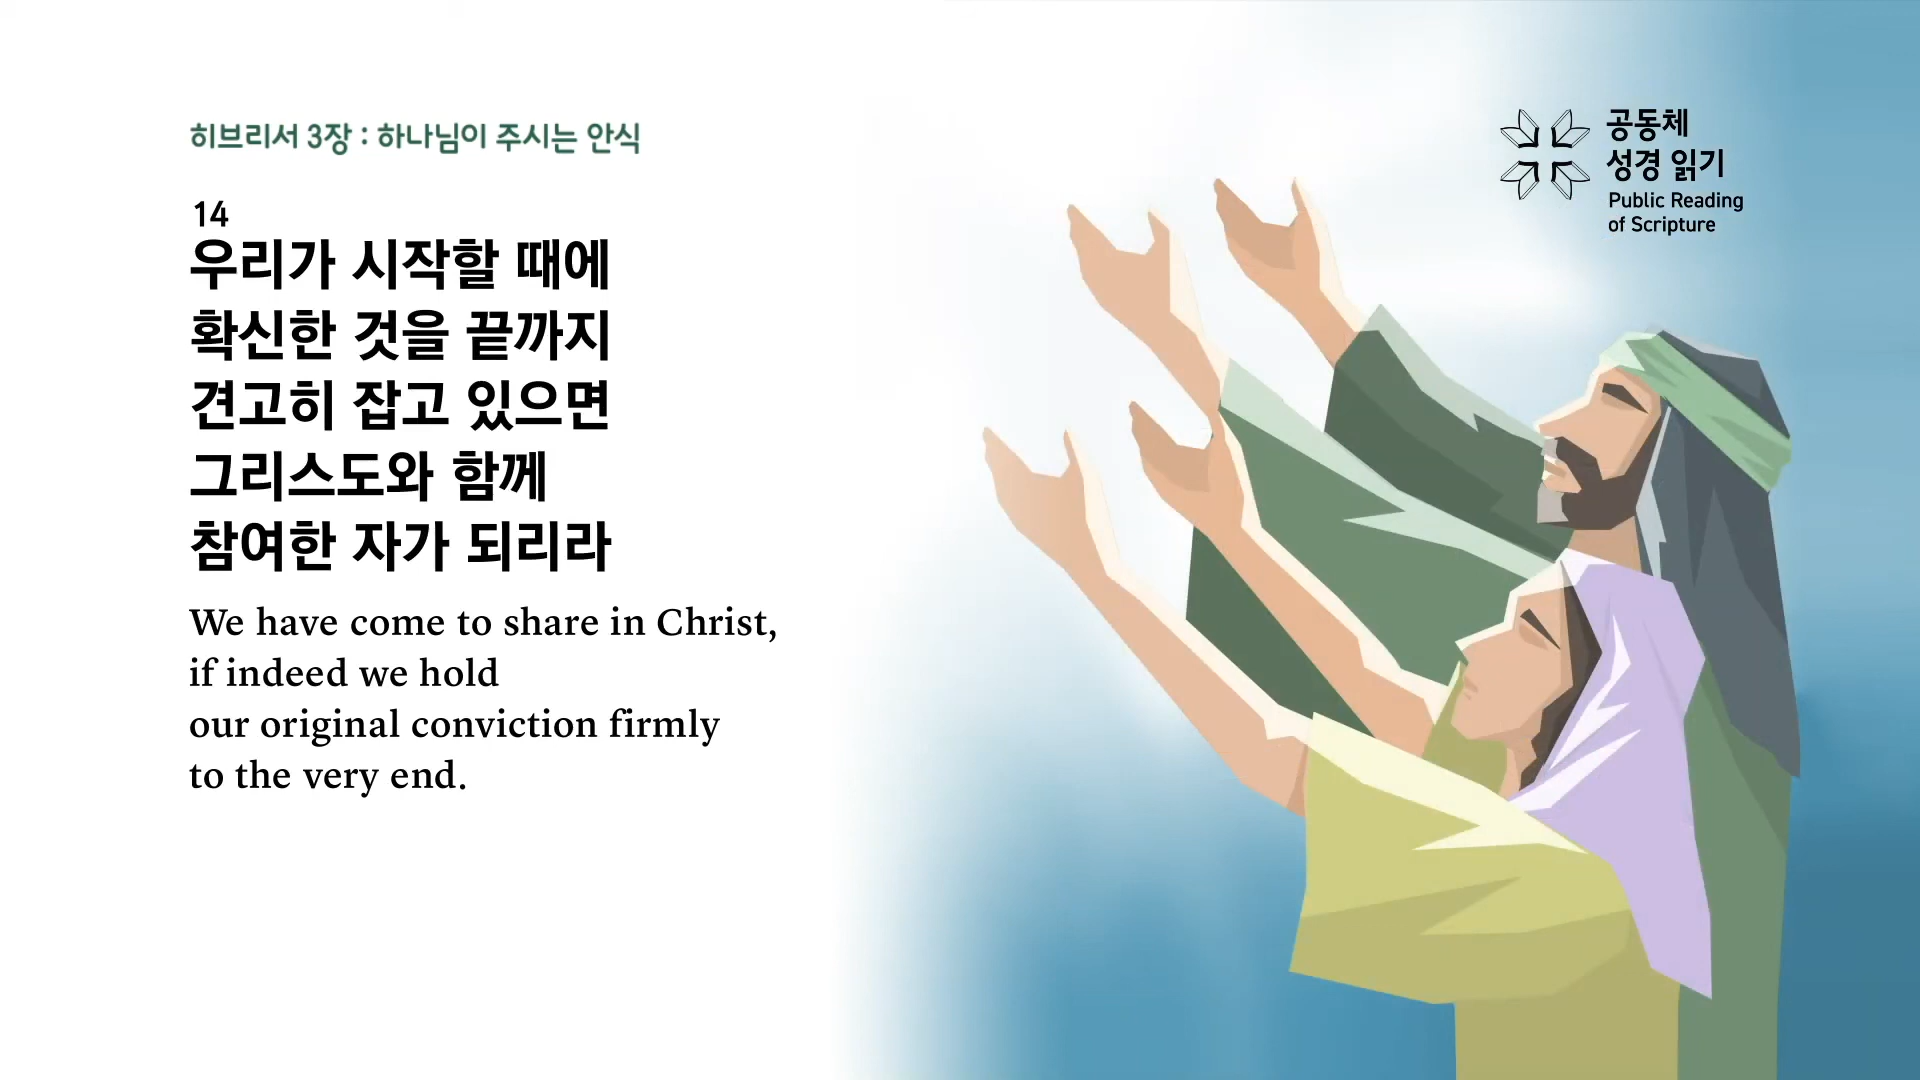 히브리서 3장 : 하나님이 주시는 안식
14
우리가 시작할 때에
확신한 것을 끝까지
견고히 잡고 있으면
그리스도와 함께
참여한 자가 되리라
We have come to share in Christ,
if indeed we hold
our original conviction firmly
to the very end.
공동체
성경 읽기
Public Reading
of Scripture